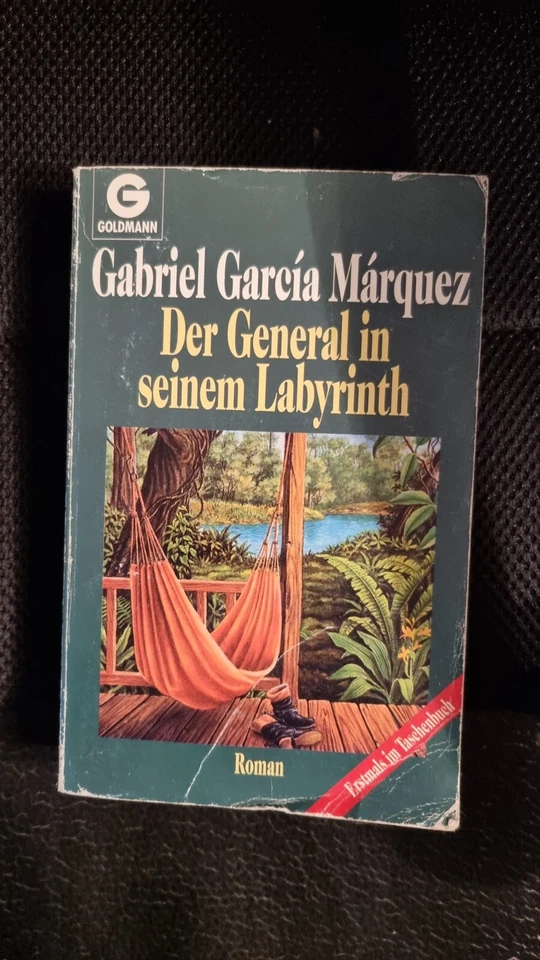 G
GOLDMANN
Gabriel García Márquez
Der General in
seinem Labyrinth
Roman
Erstmals im Taschenbuch